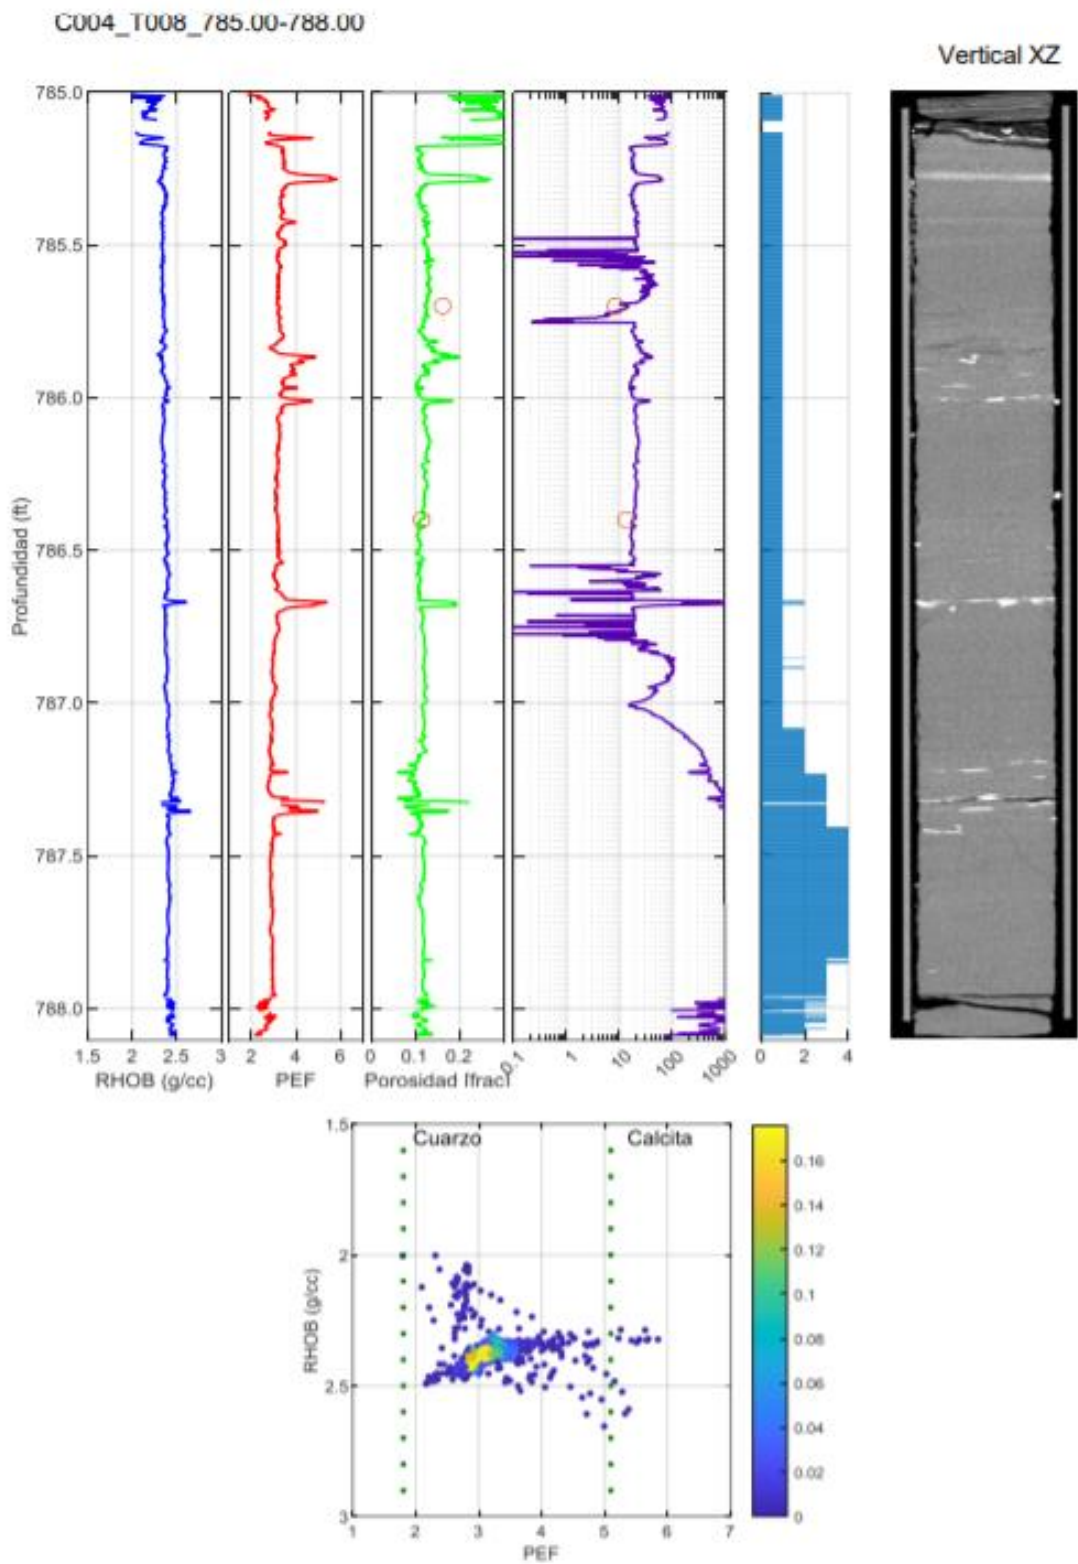 C004_T008_785.00-788.00
Vertical XZ
785.0
785.5
786.0
786.5
787.0
787.5
788.0
Profundidad (ft)
1.5 2 2.5 3 2 4 6 0 0.1 0.2 0.1 1 10 100 1000 0 2 4
RHOB (g/cc) PEF Porosidad [frac]
Cuarzo Calcita
1.5
2
2.5
3
RHOB (g/cc)
1 2 3 4 5 6 7
PEF
0.16
0.14
0.12
0.1
0.08
0.06
0.04
0.02
0